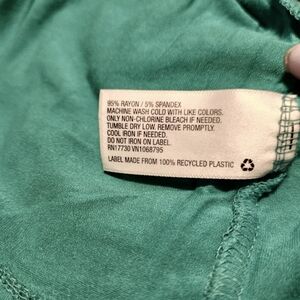 95% RAYON / 5% SPANDEX
MACHINE WASH COLD WITH LIKE COLORS.
ONLY NON-CHLORINE BLEACH IF NEEDED.
TUMBLE DRY LOW. REMOVE PROMPTLY.
COOL IRON IF NEEDED.
DO NOT IRON ON LABEL.
RN17730 VN1068795
LABEL MADE FROM 100% RECYCLED PLASTIC